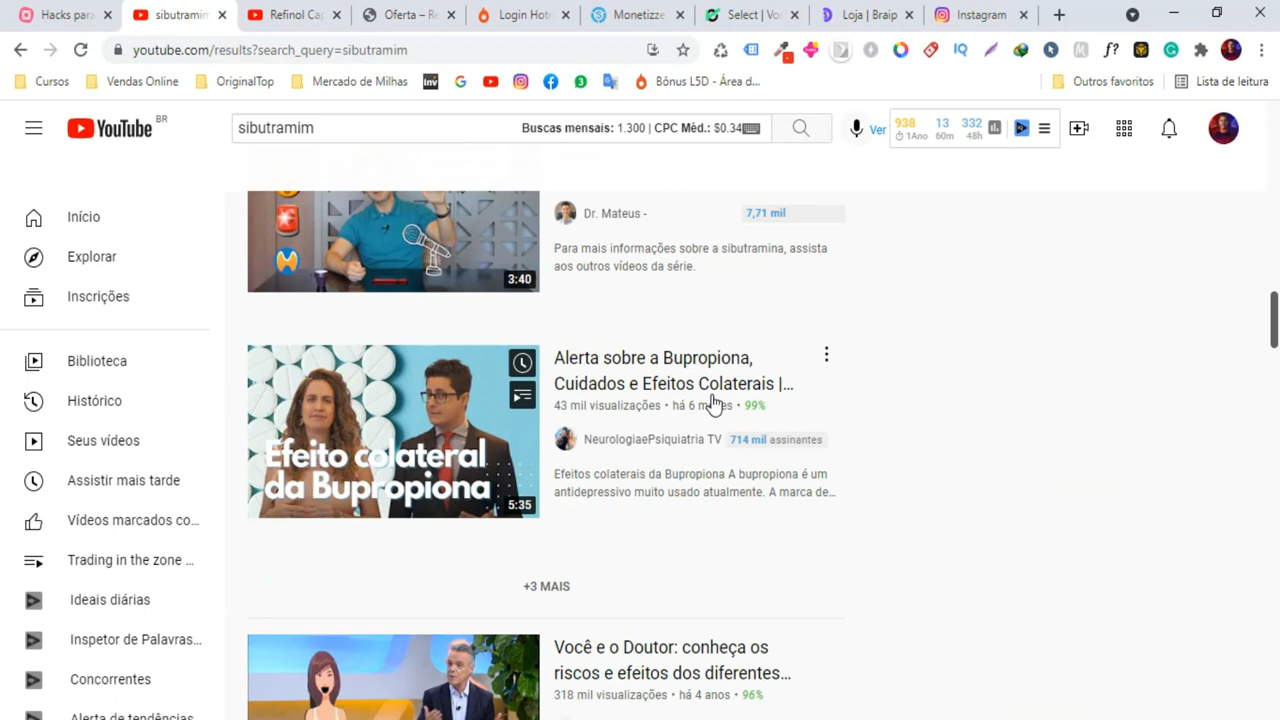 Hacks para
sibutramim
Refinol Ca
Oferta – Re
Login Hotm
Monetizze
Select | Vo
Loja | Braip
Instagram
youtube.com/results?search_query=sibutramim
Cursos
Vendas Online
OriginalTop
Mercado de Milhas
Inv
Bônus L5D - Área d...
Outros favoritos
Lista de leitura
YouTube BR
sibutramim
Buscas mensais: 1.300 | CPC Méd.: $0.34
Ver
938 13 332
1Ano 60m 48h
Início
Explorar
Inscrições
Biblioteca
Histórico
Seus vídeos
Assistir mais tarde
Vídeos marcados co...
Trading in the zone ...
Ideais diárias
Inspetor de Palavras...
Concorrentes
Alerta de tendências
3:40
Dr. Mateus -
7,71 mil
Para mais informações sobre a sibutramina, assista
aos outros vídeos da série.
Efeito colateral
da Bupropiona
5:35
Alerta sobre a Bupropiona,
Cuidados e Efeitos Colaterais |...
43 mil visualizações • há 6 meses • 99%
NeurologiaePsiquiatria TV
714 mil assinantes
Efeitos colaterais da Bupropiona A bupropiona é um
antidepressivo muito usado atualmente. A marca de...
+3 MAIS
Você e o Doutor: conheça os
riscos e efeitos dos diferentes...
318 mil visualizações • há 4 anos • 96%